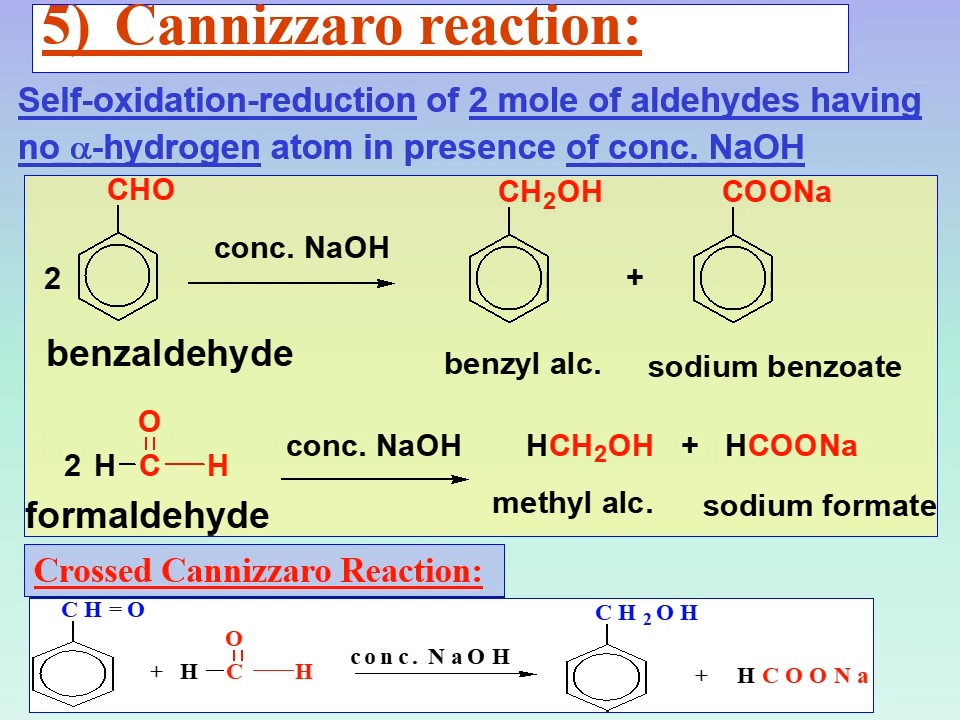 5) Cannizzaro reaction:
Self-oxidation-reduction of 2 mole of aldehydes having
no α-hydrogen atom in presence of conc. NaOH
CHO CH2OH COONa
conc. NaOH
2 +
benzaldehyde benzyl alc. sodium benzoate
O
conc. NaOH HCH2OH + HCOONa
2 H C H
methyl alc. sodium formate
formaldehyde
Crossed Cannizzaro Reaction:
CH=O CH2OH
O
conc. NaOH
+ H C H + HCOONa